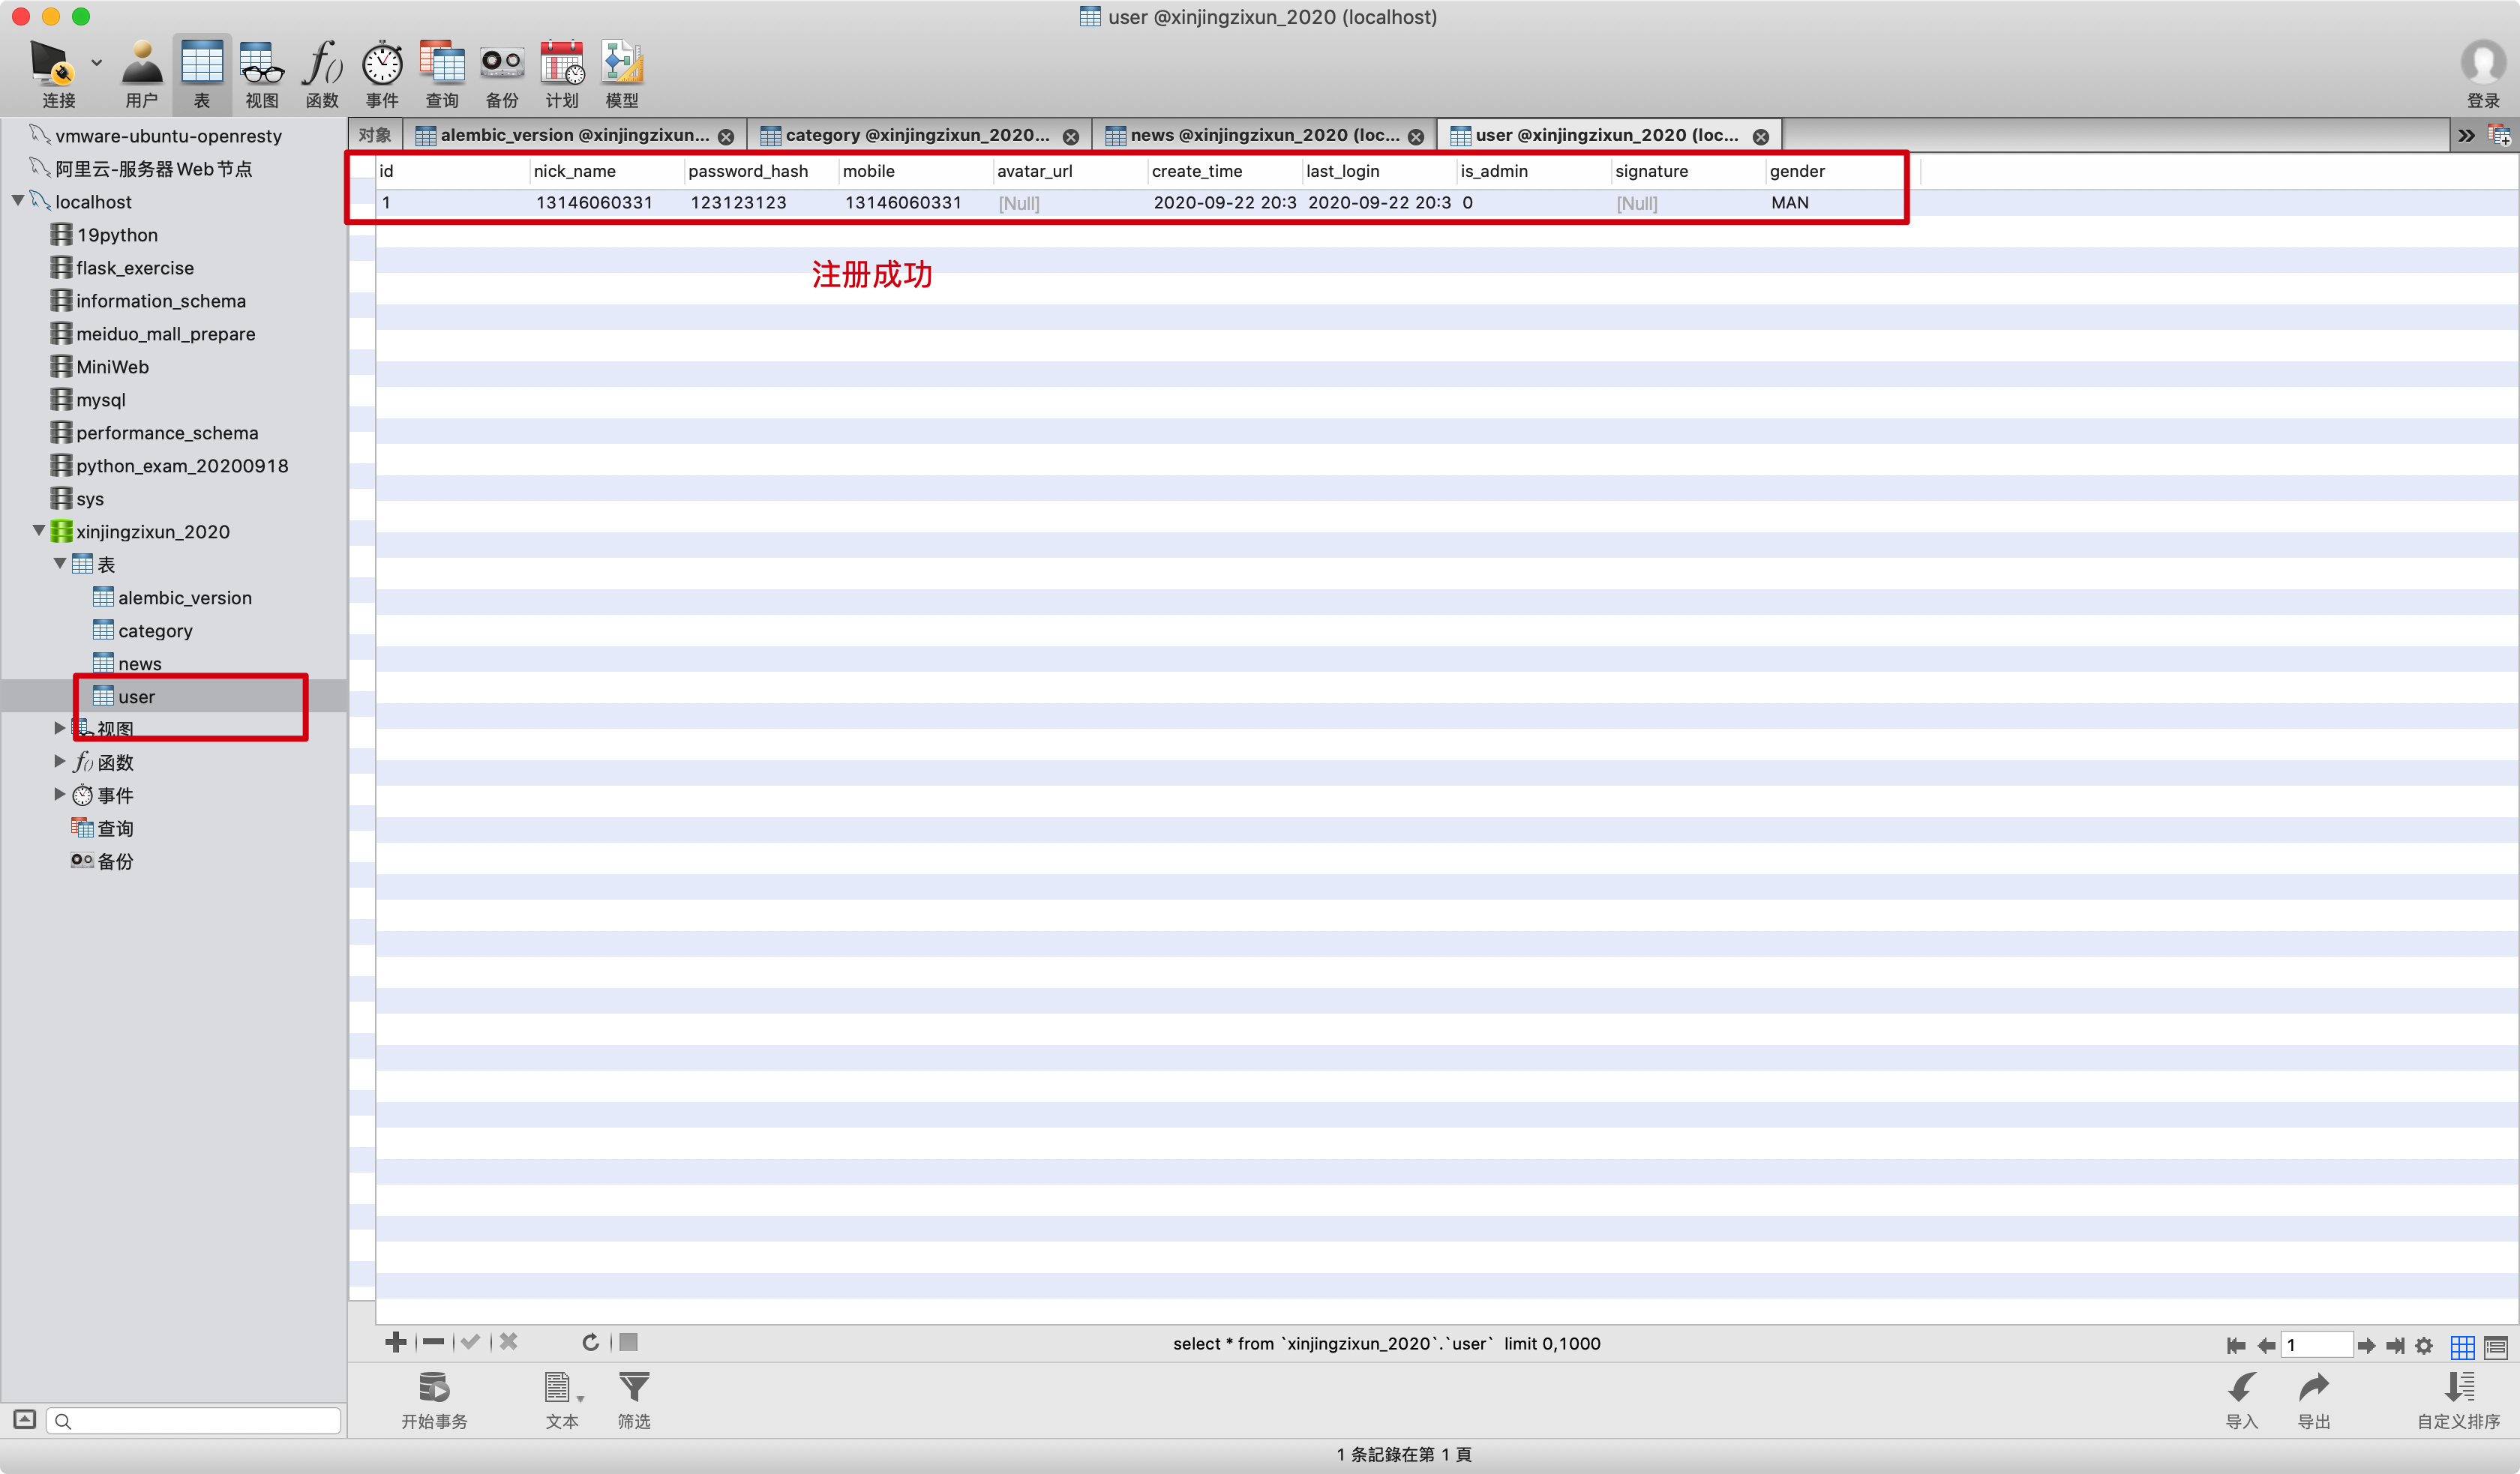 user @xinjingzixun_2020 (localhost)
连接
用户
表
视图
函数
事件
查询
备份
计划
模型
登录
vmware-ubuntu-openresty
阿里云-服务器Web节点
localhost
19python
flask_exercise
information_schema
meiduo_mall_prepare
MiniWeb
mysql
performance_schema
python_exam_20200918
sys
xinjingzixun_2020
表
alembic_version
category
news
user
视图
函数
事件
查询
备份
对象
alembic_version @xinjingzixun...
category @xinjingzixun_2020...
news @xinjingzixun_2020 (loc...
user @xinjingzixun_2020 (loc...
id nick_name password_hash mobile avatar_url create_time last_login is_admin signature gender
1 13146060331 123123123 13146060331 [Null] 2020-09-22 20:3 2020-09-22 20:3 0 [Null] MAN
注册成功
select * from `xinjingzixun_2020`.`user` limit 0,1000
1
开始事务
文本
筛选
导入
导出
自定义排序
1 条記錄在第 1 頁